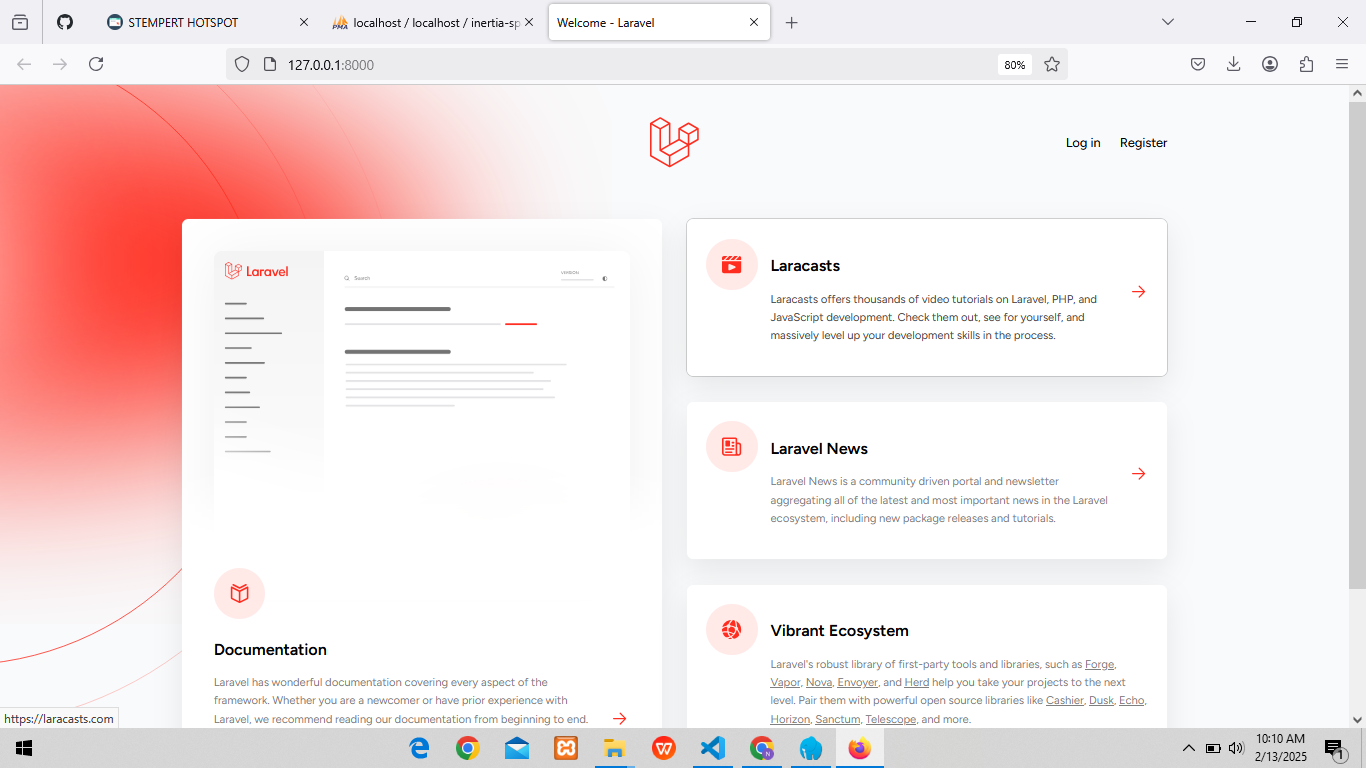 STEMPERT HOTSPOT
localhost / localhost / inertia-sp
Welcome - Laravel
127.0.0.1:8000
80%
Log in Register
Laravel
Search
VERSION
Laracasts
Laracasts offers thousands of video tutorials on Laravel, PHP, and
JavaScript development. Check them out, see for yourself, and
massively level up your development skills in the process.
Laravel News
Laravel News is a community driven portal and newsletter
aggregating all of the latest and most important news in the Laravel
ecosystem, including new package releases and tutorials.
Documentation
Laravel has wonderful documentation covering every aspect of the
framework. Whether you are a newcomer or have prior experience with
Laravel, we recommend reading our documentation from beginning to end.
Vibrant Ecosystem
Laravel's robust library of first-party tools and libraries, such as Forge,
Vapor, Nova, Envoyer, and Herd help you take your projects to the next
level. Pair them with powerful open source libraries like Cashier, Dusk, Echo,
Horizon, Sanctum, Telescope, and more.
https://laracasts.com
10:10 AM
2/13/2025
1